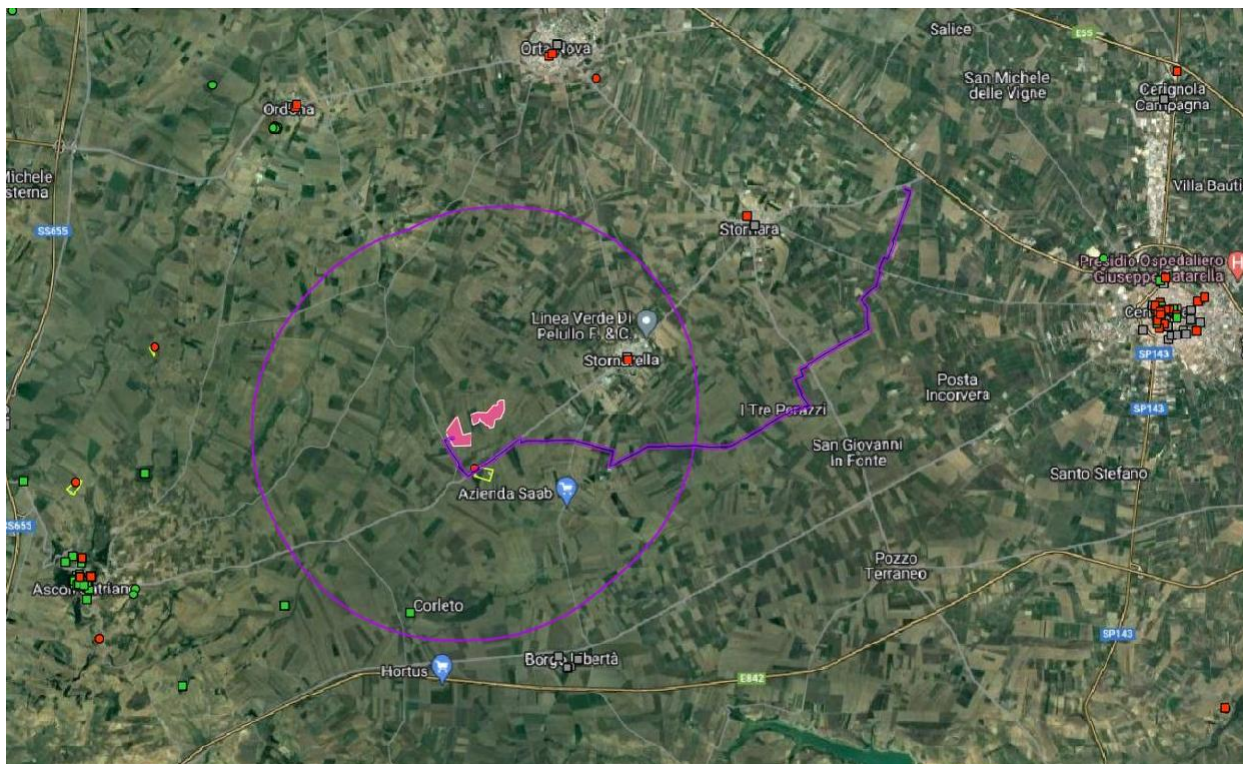 Salice
E55
Orta Nova
San Michele
delle Vigne
Cerignola
Campagna
Ordona
Michele
sterna
Villa Bauti
SS655
Stornara
Presidio Ospedaliero
Giuseppe Tatarella
H
Linea Verde Di
Pelullo F. & C.
Stornarella
SP143
Posta
Incorvera
SP143
I Tre Perazzi
San Giovanni
In Fonte
Santo Stefano
Azienda Saab
SS655
Pozzo
Terraneo
Corleto
SP143
Borgo Libertà
Hortus
E842